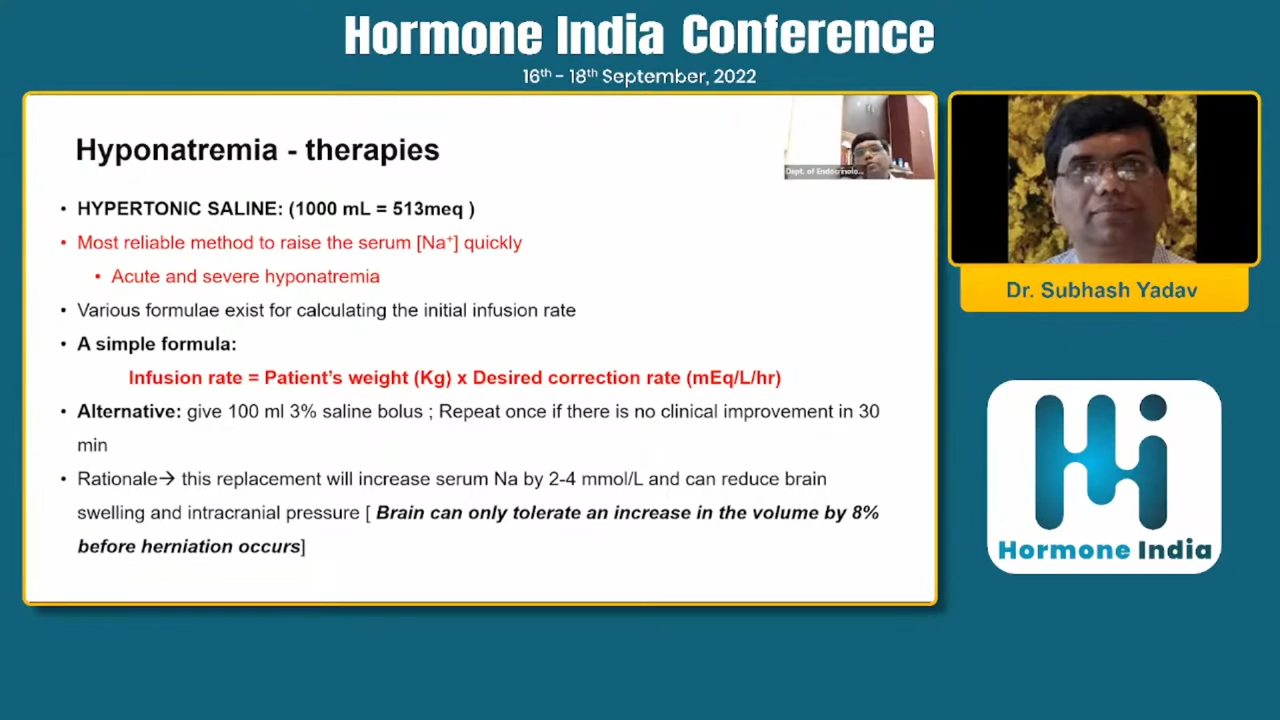 Hormone India Conference
16th - 18th September, 2022
Hyponatremia - therapies
Dept. of Endocrinolo...
• HYPERTONIC SALINE: (1000 mL = 513meq )
• Most reliable method to raise the serum [Na+] quickly
• Acute and severe hyponatremia
• Various formulae exist for calculating the initial infusion rate
• A simple formula:
Infusion rate = Patient's weight (Kg) x Desired correction rate (mEq/L/hr)
• Alternative: give 100 ml 3% saline bolus ; Repeat once if there is no clinical improvement in 30
min
• Rationale→ this replacement will increase serum Na by 2-4 mmol/L and can reduce brain
swelling and intracranial pressure [ Brain can only tolerate an increase in the volume by 8%
before herniation occurs]
Dr. Subhash Yadav
Hi
Hormone India